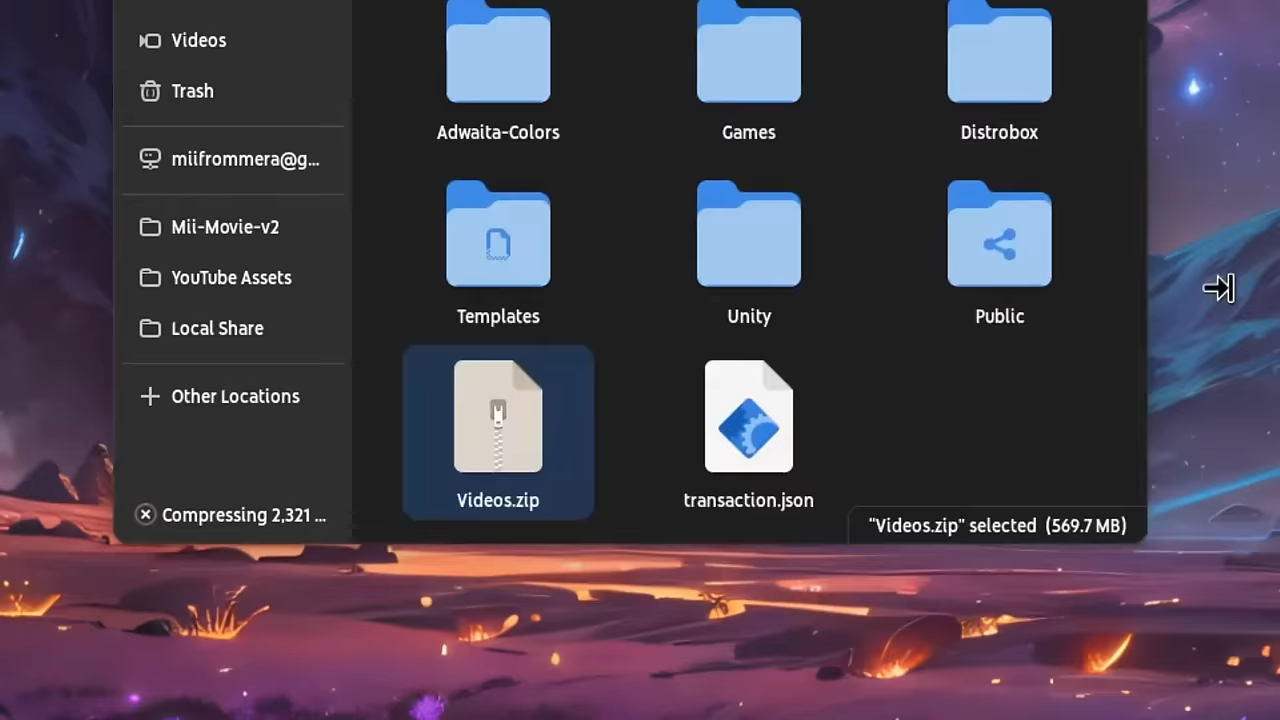 Videos
Trash
miifrommera@g...
Mii-Movie-v2
YouTube Assets
Local Share
Other Locations
Compressing 2,321 ...
Adwaita-Colors
Games
Distrobox
Templates
Unity
Public
Videos.zip
transaction.json
"Videos.zip" selected (569.7 MB)